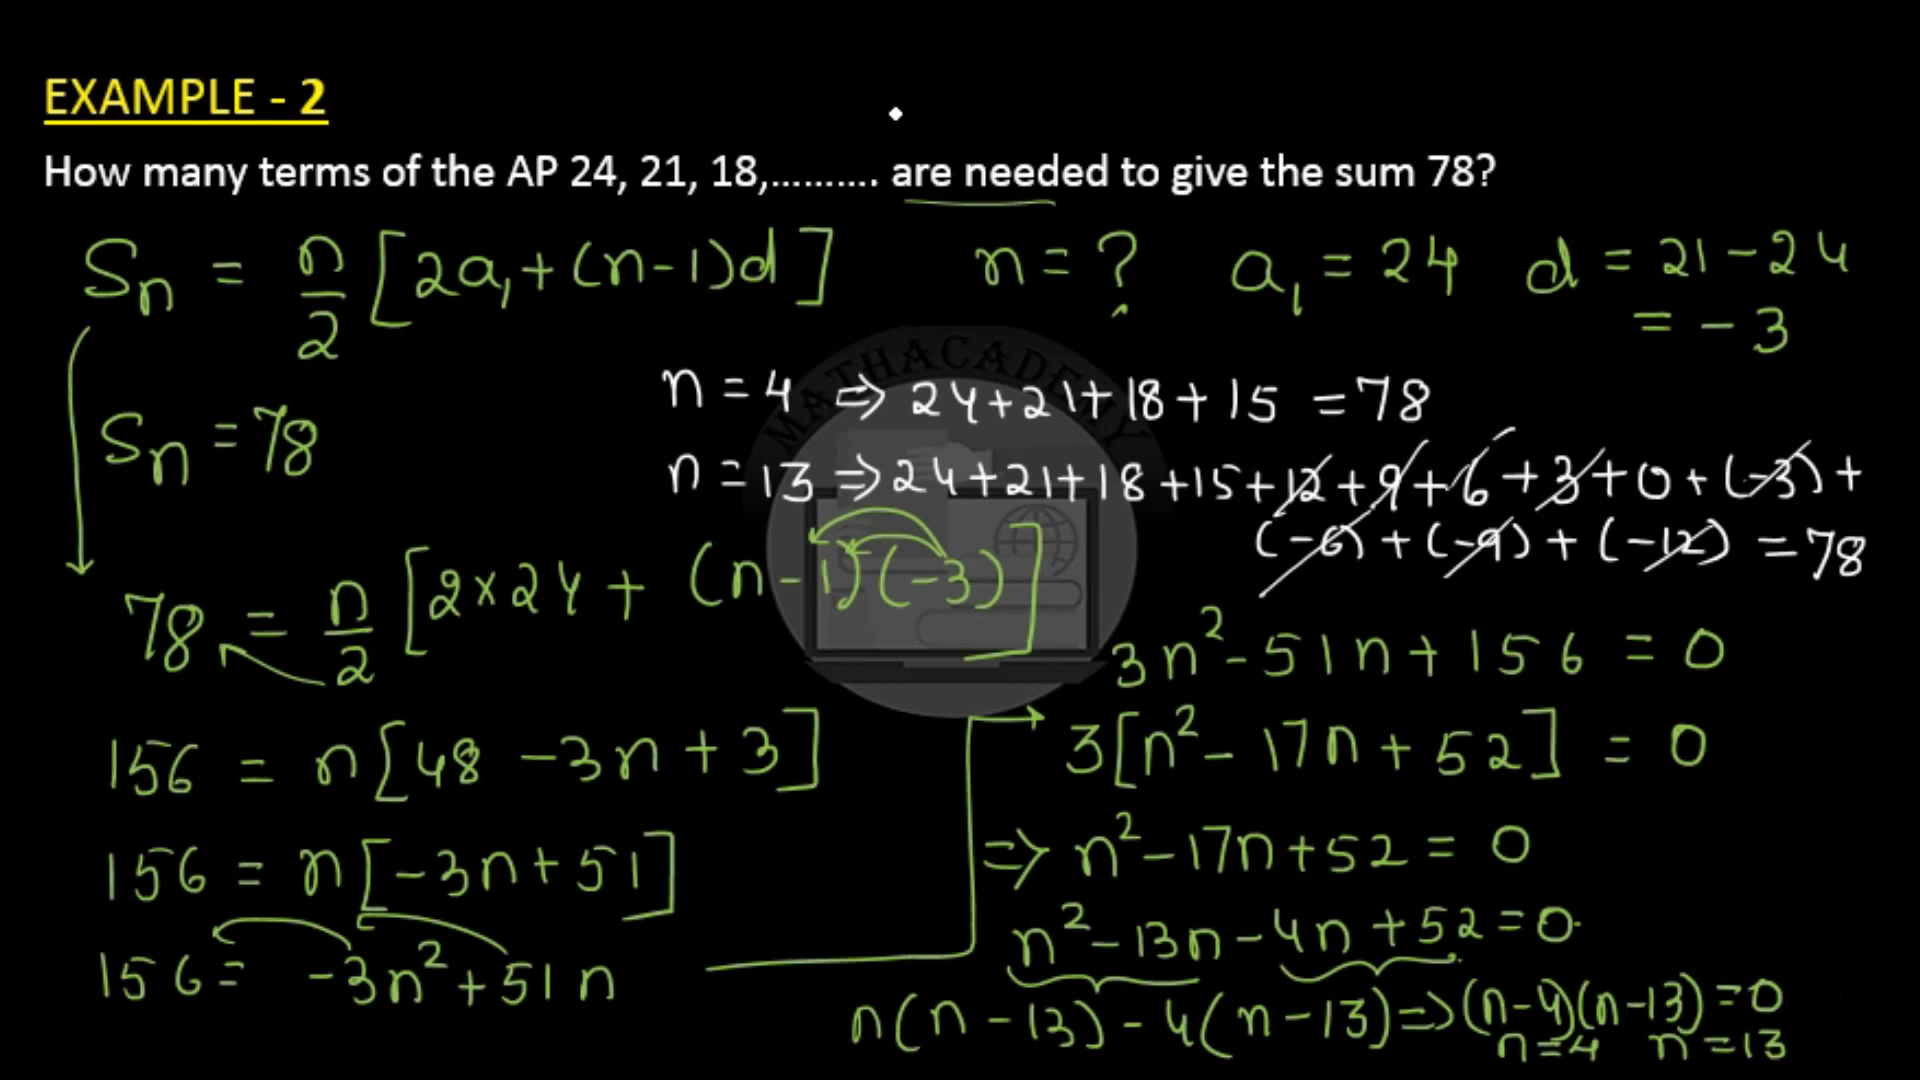 EXAMPLE - 2
How many terms of the AP 24, 21, 18,.......... are needed to give the sum 78?
Sn = n/2 [2a₁+(n-1)d] n = ? a₁ = 24 d = 21-24
= -3
Sn = 78
n = 4 ⇒ 24+21+18+15 = 78
n = 13 ⇒ 24+21+18+15+12+9+6+3+0+(-3)+
(-6)+(-9)+(-12) = 78
78 = n/2 [2×24 + (n-1)(-3)]
156 = n[48 -3n+3]
156 = n[-3n+51]
156 = -3n²+51n
3n²-51n+156 = 0
3[n²-17n+52] = 0
⇒ n²-17n+52 = 0
n²-13n-4n+52=0
n(n-13)-4(n-13)⇒(n-4)(n-13)=0
n=4 n=13
MATHACADEMY